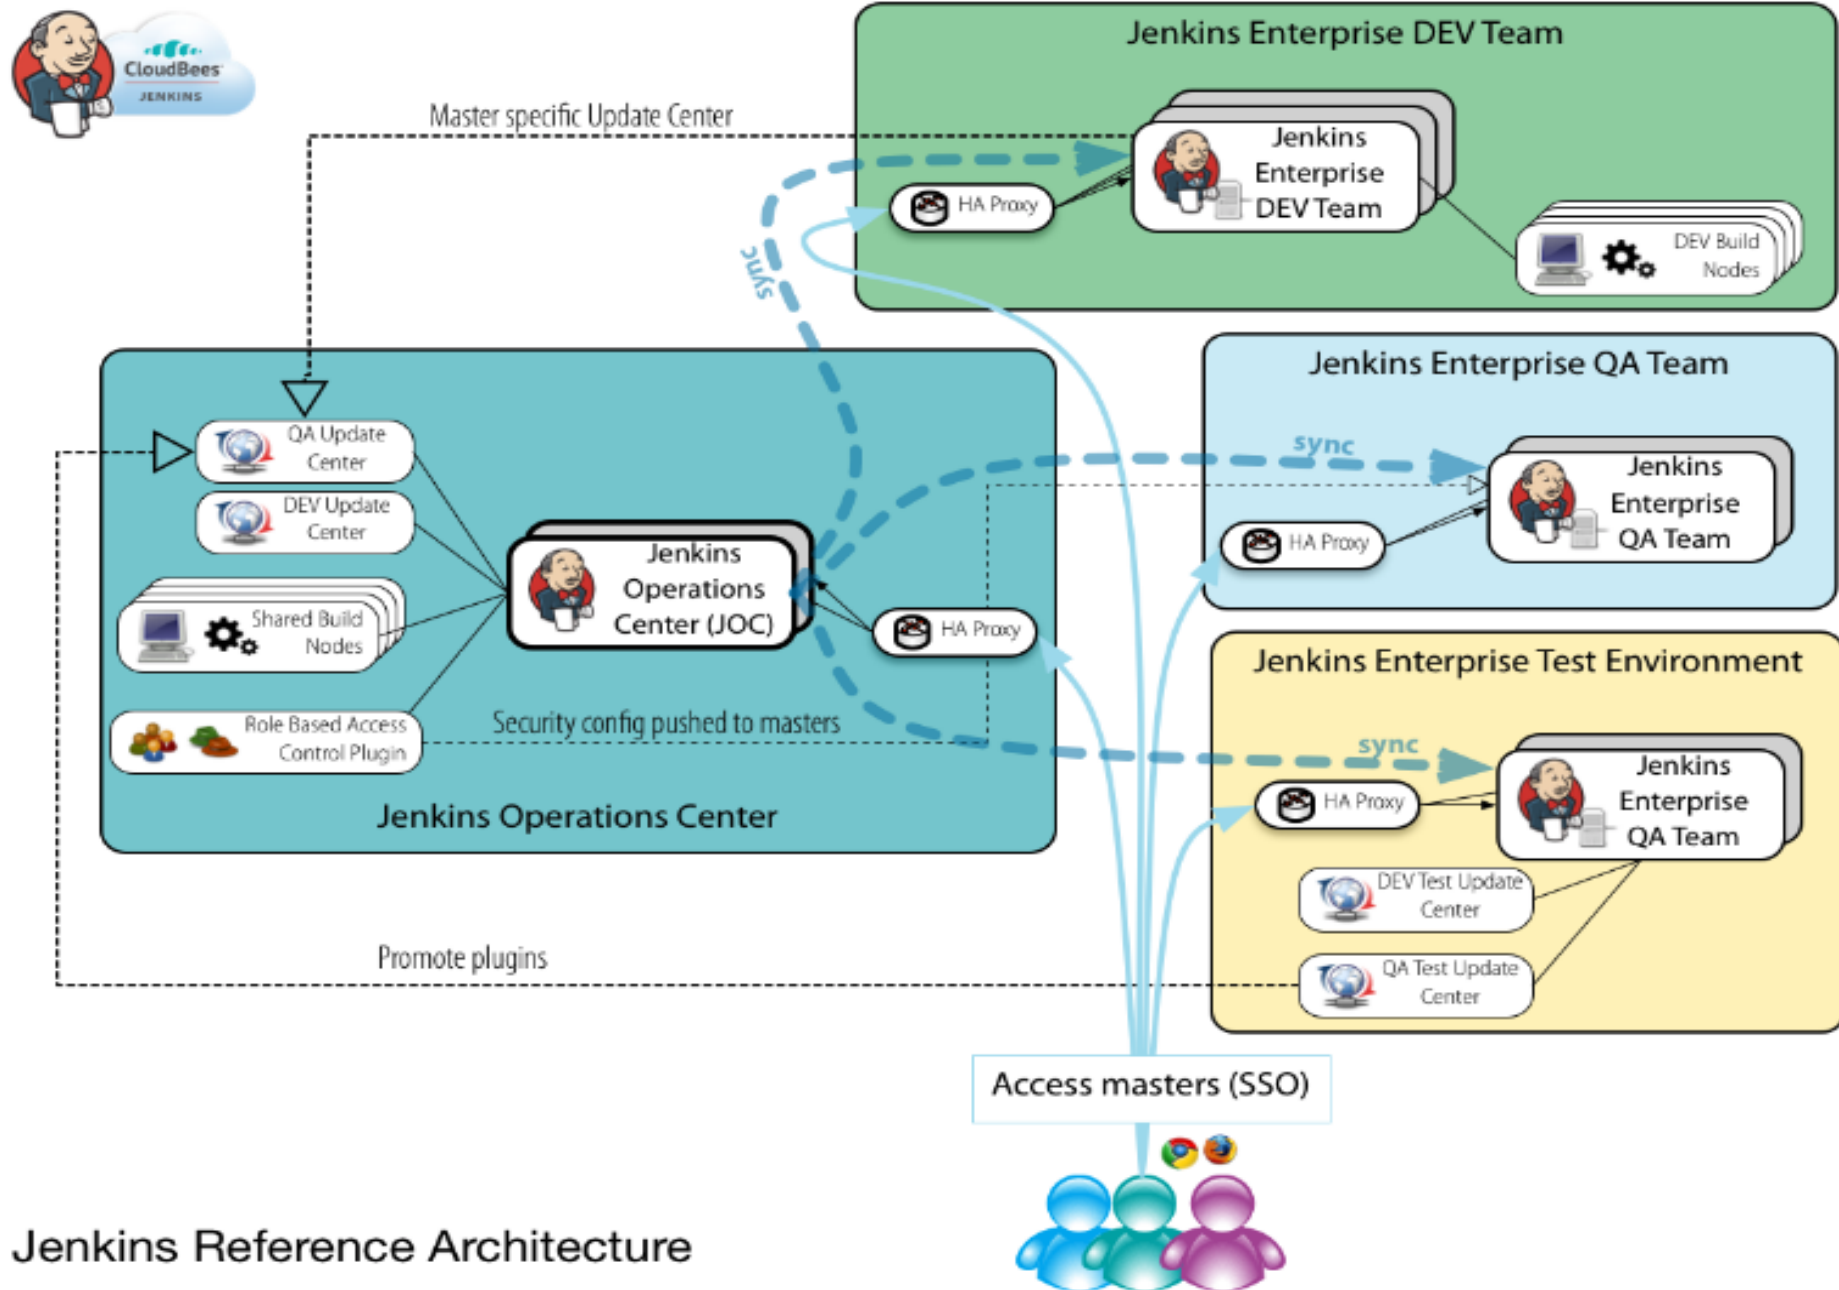 CloudBees
JENKINS
Jenkins Enterprise DEV Team
Master specific Update Center
Jenkins
Enterprise
DEV Team
HA Proxy
DEV Build
Nodes
sync
Jenkins Enterprise QA Team
QA Update
Center
sync
Jenkins
Enterprise
QA Team
DEV Update
Center
HA Proxy
Jenkins
Operations
Center (JOC)
Shared Build
Nodes
HA Proxy
Jenkins Enterprise Test Environment
Role Based Access
Control Plugin
Security config pushed to masters
sync
Jenkins
Enterprise
QA Team
HA Proxy
Jenkins Operations Center
DEV Test Update
Center
Promote plugins
QA Test Update
Center
Access masters (SSO)
Jenkins Reference Architecture